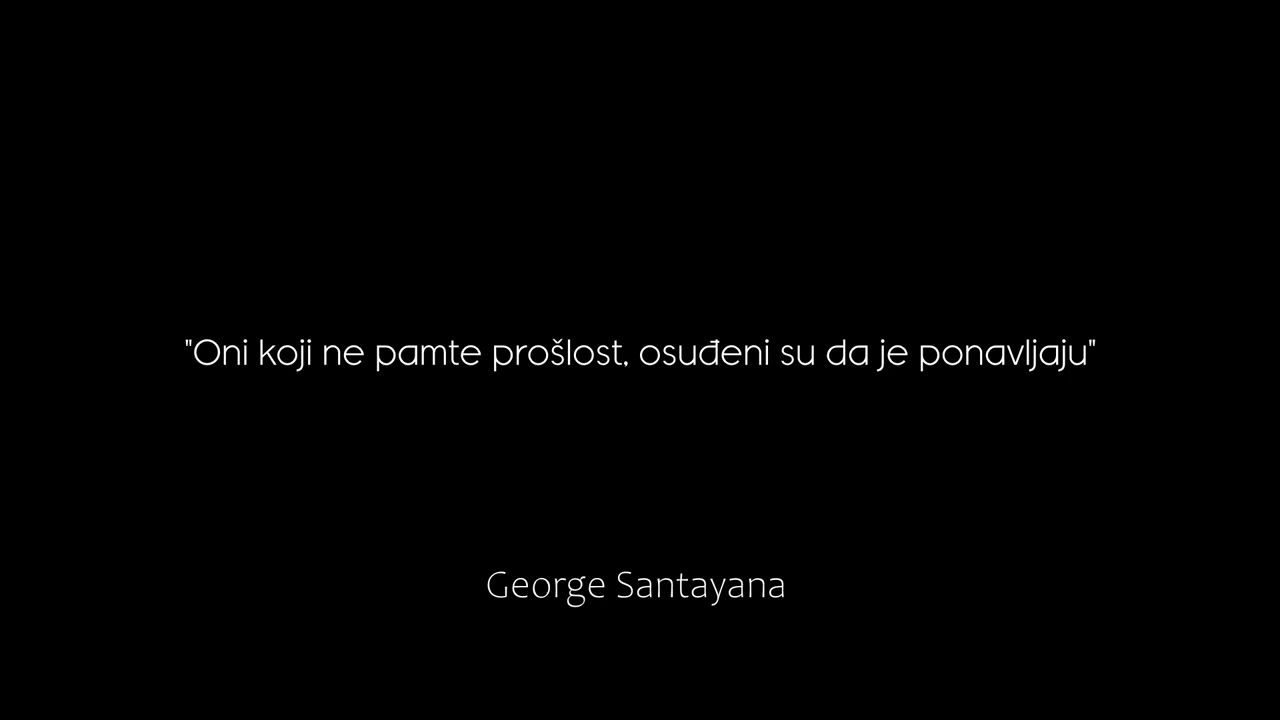 "Oni koji ne pamte prošlost, osuđeni su da je ponavljaju"
George Santayana